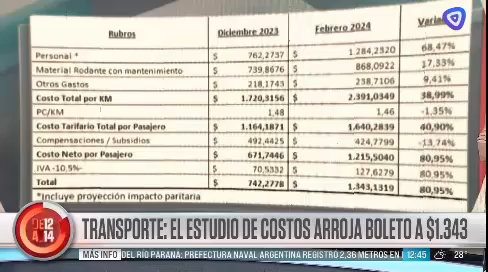 Rubros Diciembre 2023 Febrero 2024
Personal * $ 762,2737 $ 1.284,2320 68,47%
Material Rodante con mantenimiento $ 739,8676 $ 868,0922 17,33%
Otros Gastos $ 218,1743 $ 238,7106 9,41%
Costo Total por KM $ 1.720,3156 $ 2.391,0349 38,99%
PC/KM 1,48 1,46 -1,35%
Costo Tarifario Total por Pasajero $ 1.164,1871 $ 1.640,2839 40,90%
Compensaciones / Subsidios $ 492,4425 $ 424,7799 -13,74%
Costo Neto por Pasajero $ 671,7446 $ 1.215,5040 80,95%
IVA -10,5%- $ 70,5332 $ 127,6279 80,95%
Total $ 742,2778 $ 1.343,1319 80,95%
*Incluye proyección impacto paritaria
DE12 A14
TRANSPORTE: EL ESTUDIO DE COSTOS ARROJA BOLETO A $1.343
MÁS INFO DEL RIO PARANÁ: PREFECTURA NAVAL ARGENTINA REGISTRÓ 2,36 METROS EN 12:45 28°